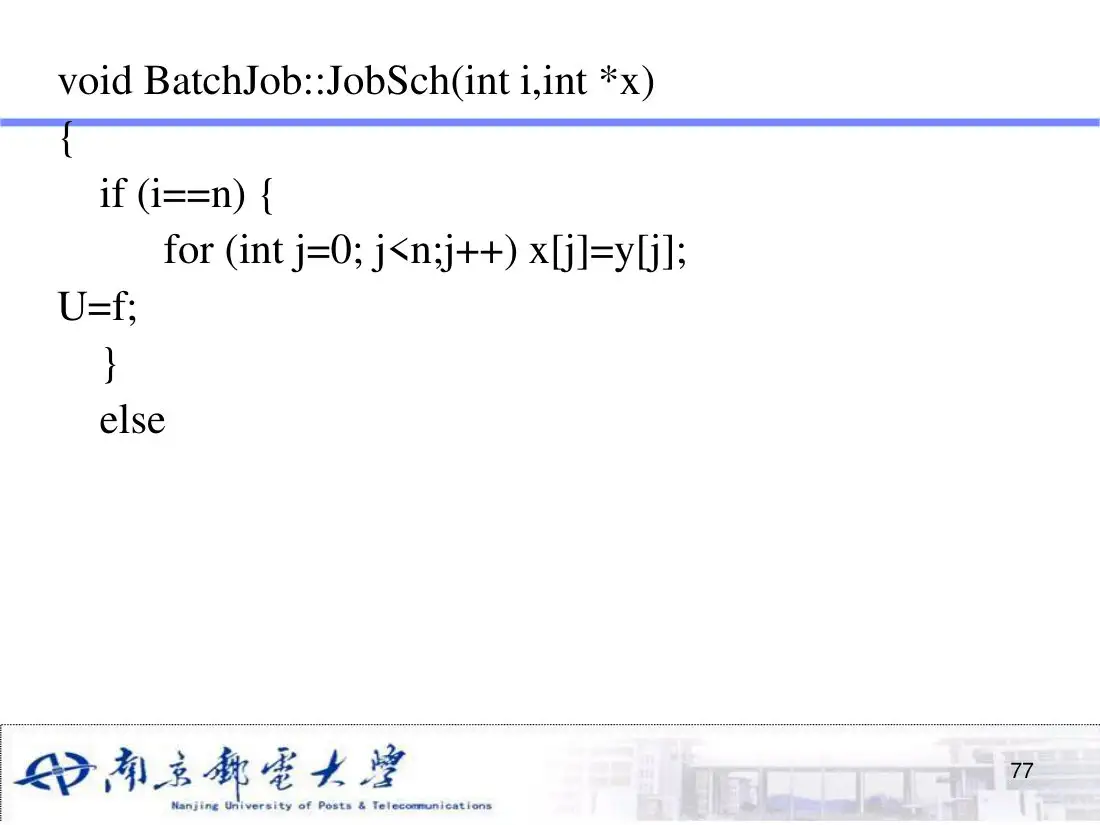 void BatchJob::JobSch(int i,int *x)
{
if (i==n) {
for (int j=0; j<n;j++) x[j]=y[j];
U=f;
}
else
南京郵電大學
Nanjing University of Posts & Telecommunications
77